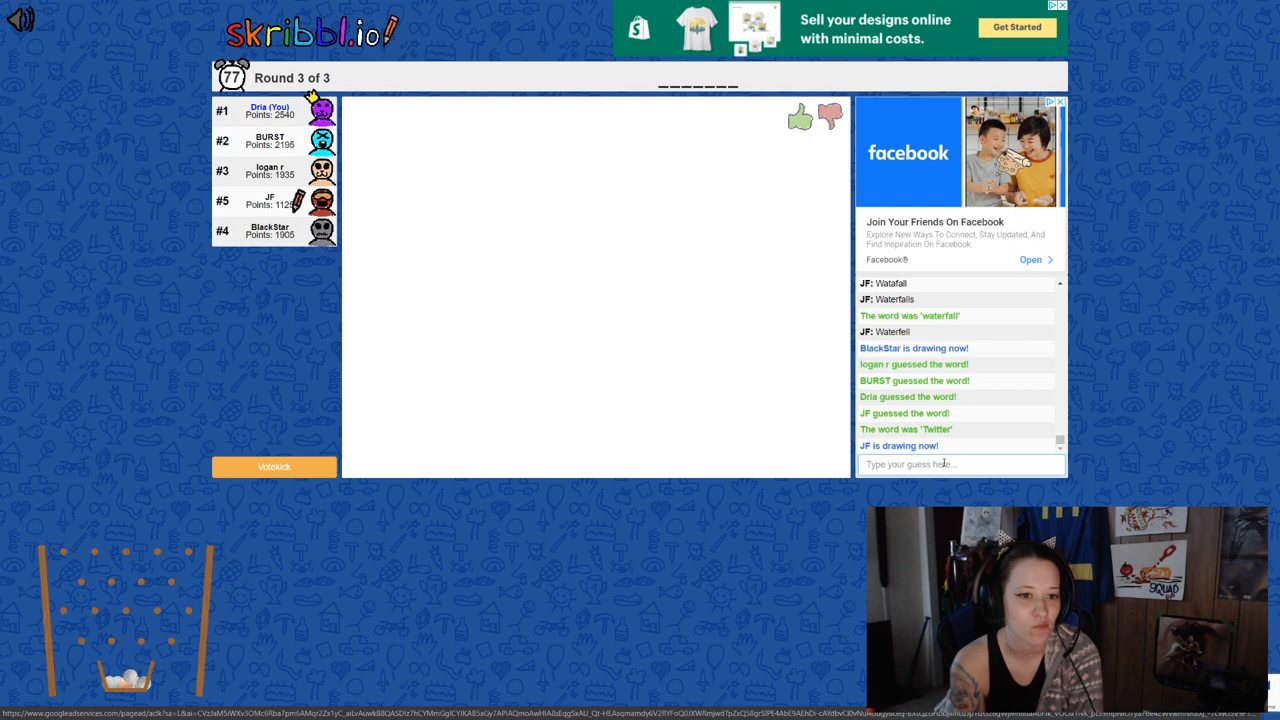 skribbl.io
Sell your designs online
with minimal costs.
Get Started
77
Round 3 of 3
_______
#1
Dria (You)
Points: 2540
#2
BURST
Points: 2195
#3
logan r
Points: 1935
#5
JF
Points: 1128
#4
BlackStar
Points: 1905
Votekick
facebook
Join Your Friends On Facebook
Explore New Ways To Connect, Stay Updated, And
Find Inspiration On Facebook.
Facebook®
Open
JF: Watafall
JF: Waterfalls
The word was 'waterfall'
JF: Waterfell
BlackStar is drawing now!
logan r guessed the word!
BURST guessed the word!
Dria guessed the word!
JF guessed the word!
The word was 'Twitter'
JF is drawing now!
Type your guess here...
SQUAD